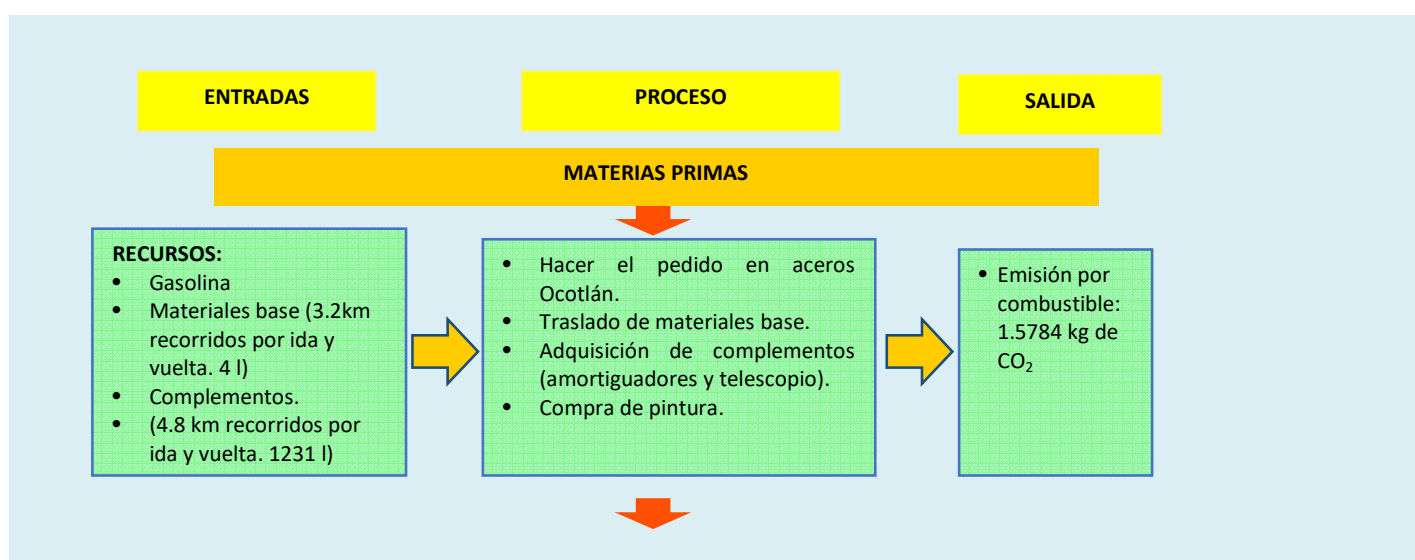 ENTRADAS
PROCESO
SALIDA
MATERIAS PRIMAS
RECURSOS:
• Gasolina
• Materiales base (3.2km
recorridos por ida y
vuelta. 4 l)
• Complementos.
• (4.8 km recorridos por
ida y vuelta. 1231 l)
• Hacer el pedido en aceros
Ocotlán.
• Traslado de materiales base.
• Adquisición de complementos
(amortiguadores y telescopio).
• Compra de pintura.
• Emisión por
combustible:
1.5784 kg de
CO₂